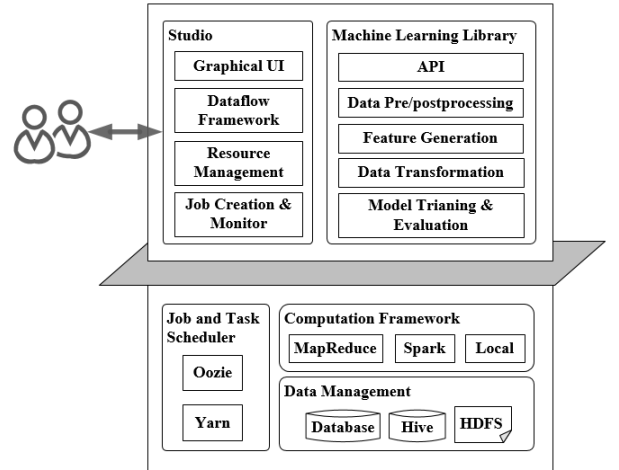 Studio
Graphical UI
Dataflow
Framework
Resource
Management
Job Creation &
Monitor
Machine Learning Library
API
Data Pre/postprocessing
Feature Generation
Data Transformation
Model Trianing &
Evaluation
Job and Task
Scheduler
Oozie
Yarn
Computation Framework
MapReduce
Spark
Local
Data Management
Database
Hive
HDFS